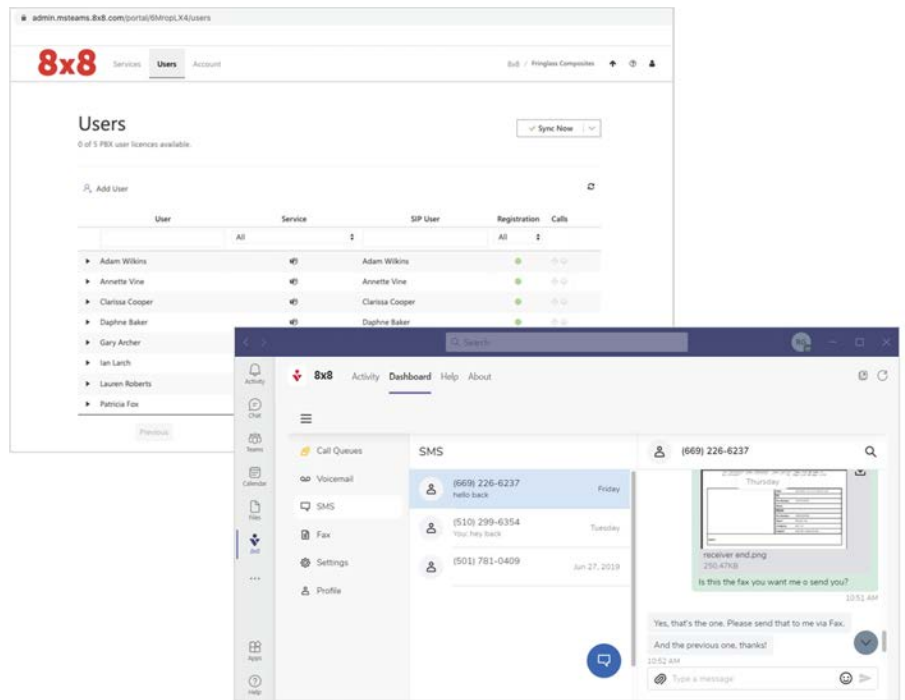 admin.msteams.8x8.com/portal/6MropLX4/users
8x8 Services Users Account 8x8 / Fringlass Composites
Users
0 of 5 PBX user licences available.
Sync Now
Add User
User Service SIP User Registration Calls
All All
Adam Wilkins Adam Wilkins
Annette Vine Annette Vine
Clarissa Cooper Clarissa Cooper
Daphne Baker Daphne Baker
Gary Archer
Ian Larch
Lauren Roberts
Patricia Fox
Previous
Search
Activity
Chat
Teams
Calendar
Files
8x8
Apps
Help
8x8 Activity Dashboard Help About
Call Queues
Voicemail
SMS
Fax
Settings
Profile
SMS
(669) 226-6237 Friday
hello back
(510) 299-6354 Tuesday
You: hey back
(501) 781-0409 Jun 27, 2019
(669) 226-6237
Thursday
receiver end.png
250.47KB
Is this the fax you want me o send you?
10:51 AM
Yes, that's the one. Please send that to me via Fax.
And the previous one, thanks!
10:52 AM
Type a message